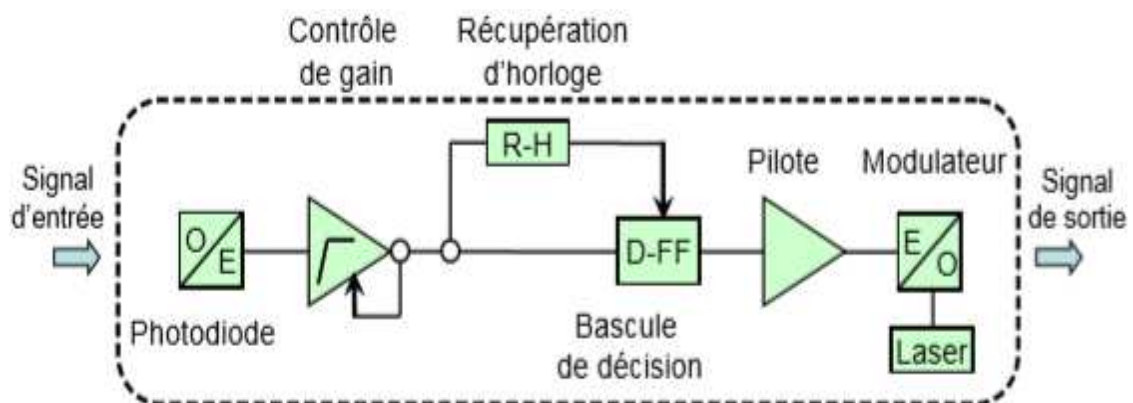 Contrôle
de gain
Récupération
d'horloge
R-H
Pilote
Modulateur
Signal
d'entrée
Signal
de sortie
O
E
D-FF
E
O
Photodiode
Bascule
de décision
Laser